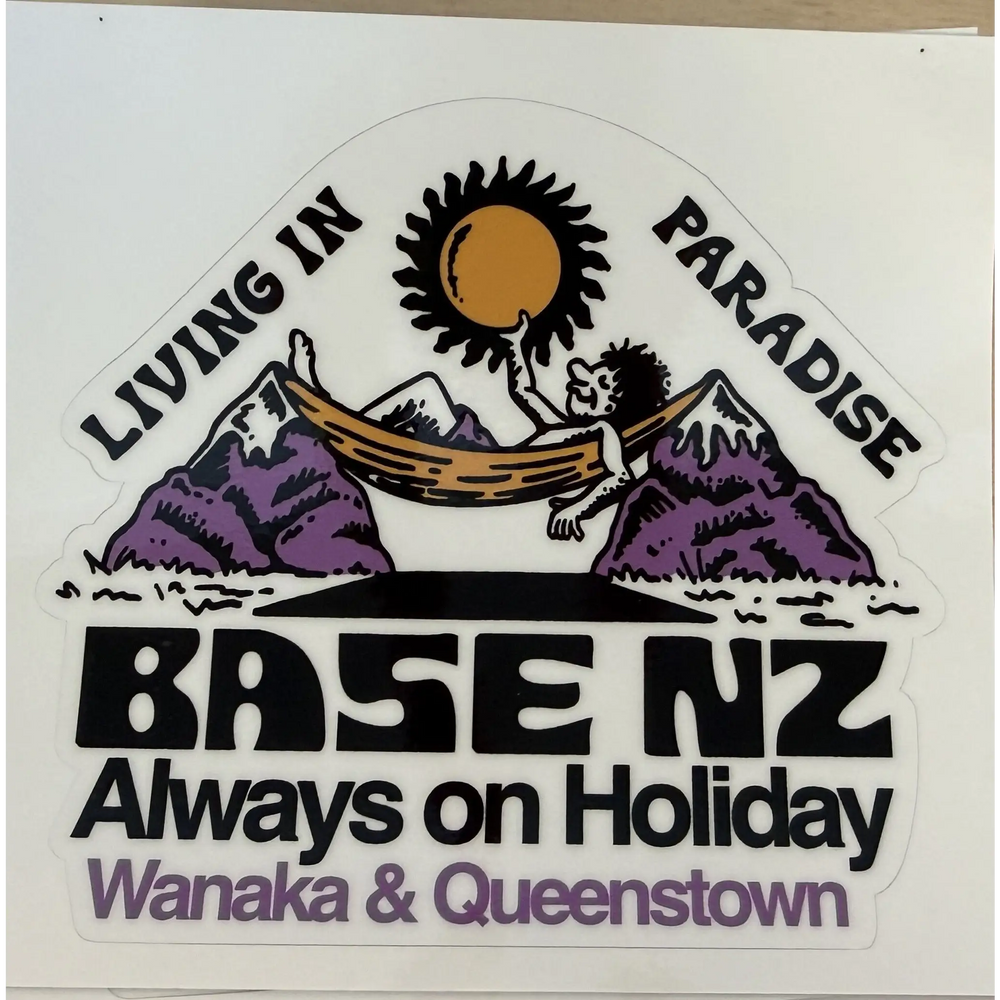 LIVING IN PARADISE
BASE NZ
Always on Holiday
Wanaka & Queenstown